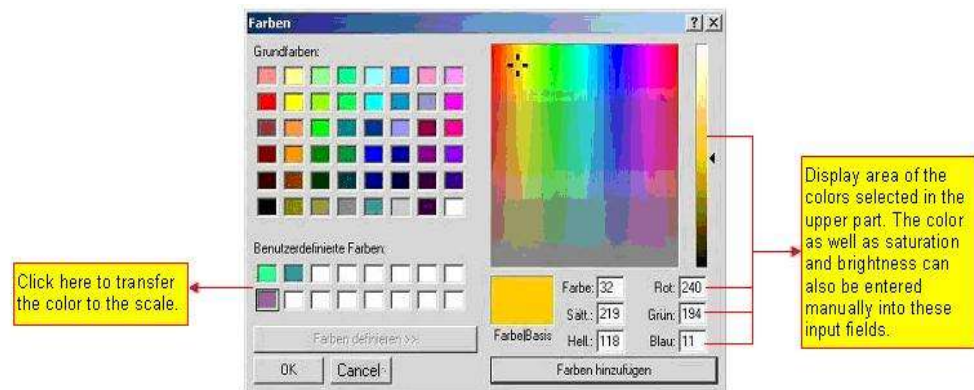 Farben
Grundfarben:
Benutzerdefinierte Farben:
Click here to transfer
the color to the scale.
Farben definieren >>
OK
Cancel
Farbe|Basis
Farbe: 32
Sätt.: 219
Hell.: 118
Rot: 240
Grün: 194
Blau: 11
Farben hinzufügen
Display area of the
colors selected in the
upper part. The color
as well as saturation
and brightness can
also be entered
manually into these
input fields.